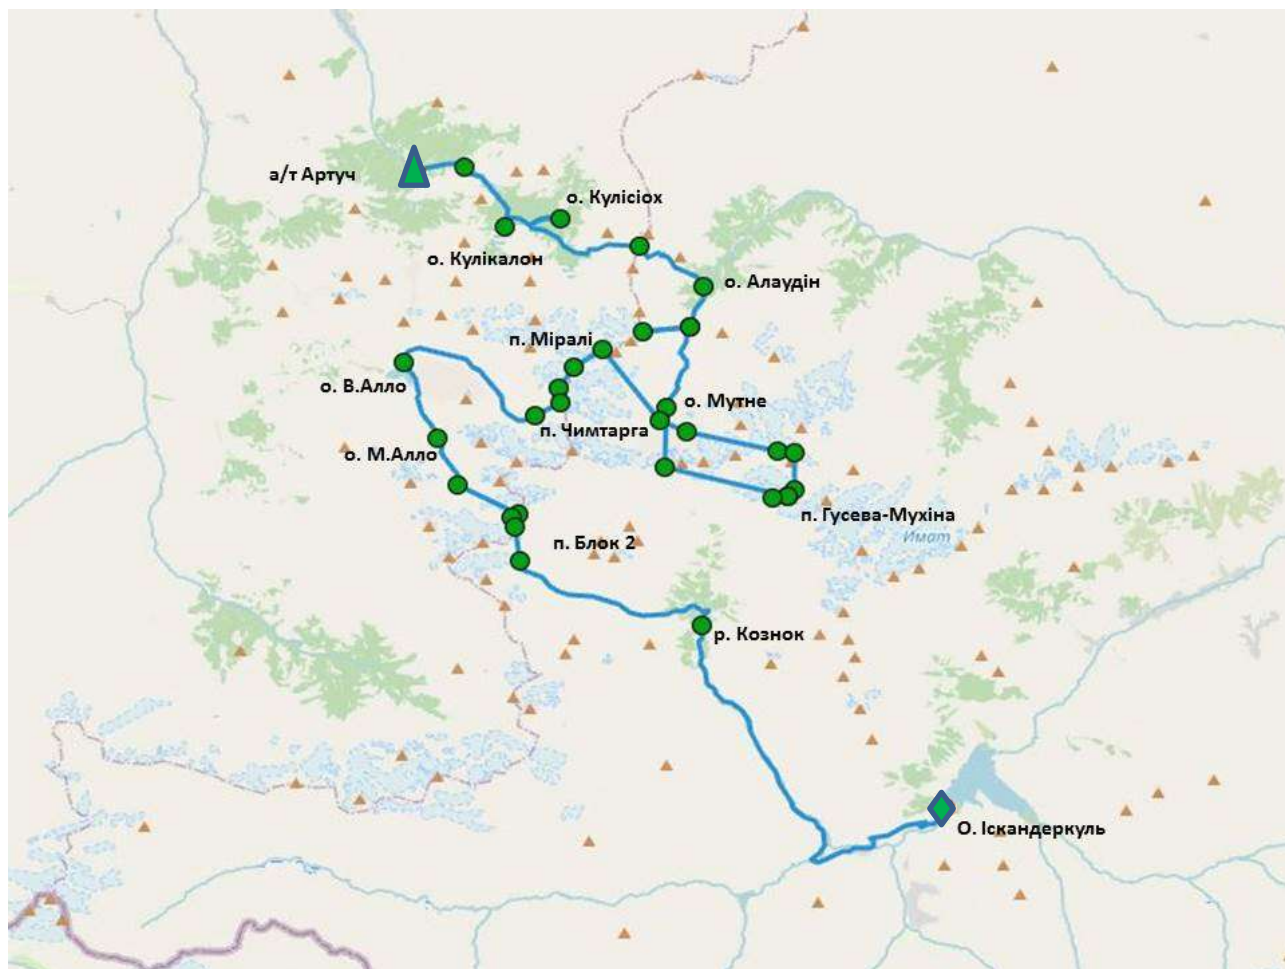 а/т Артуч
о. Кулісіох
о. Кулікалон
о. Алаудін
п. Міралі
о. В.Алло
о. Мутне
п. Чимтарга
о. М.Алло
п. Гусева-Мухіна
Имат
п. Блок 2
р. Кознок
О. Іскандеркуль